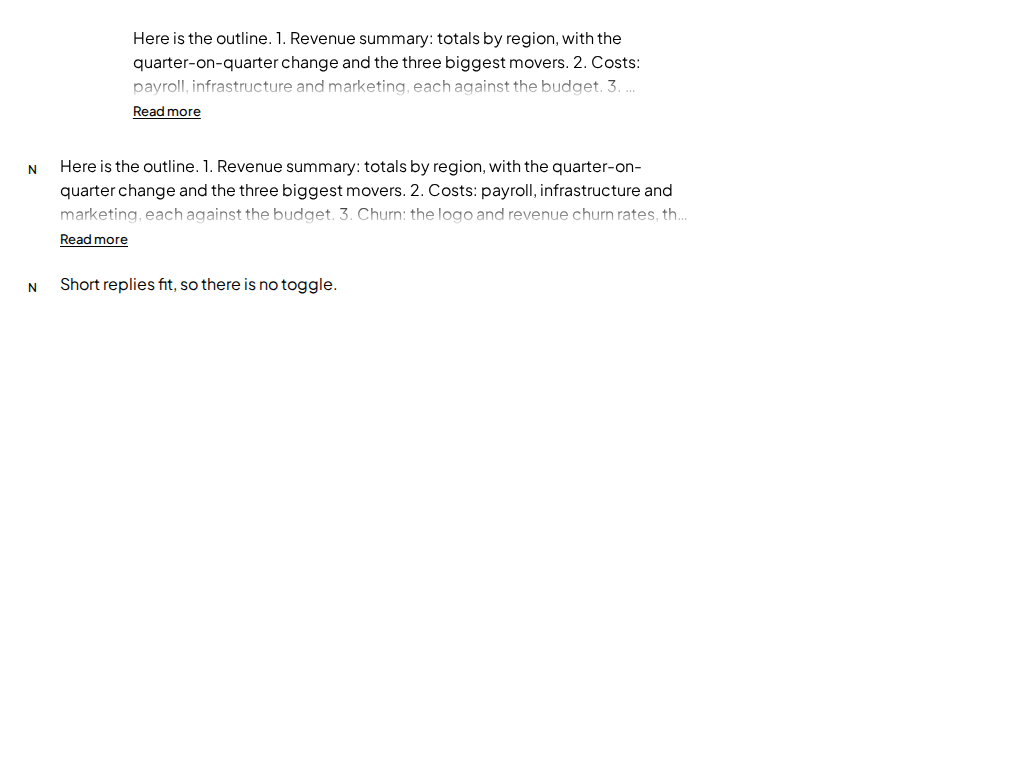 Here is the outline. 1. Revenue summary: totals by region, with the
quarter-on-quarter change and the three biggest movers. 2. Costs:
payroll, infrastructure and marketing, each against the budget. 3. …
Read more
N
Here is the outline. 1. Revenue summary: totals by region, with the quarter-on-
quarter change and the three biggest movers. 2. Costs: payroll, infrastructure and
marketing, each against the budget. 3. Churn: the logo and revenue churn rates, th…
Read more
N
Short replies fit, so there is no toggle.